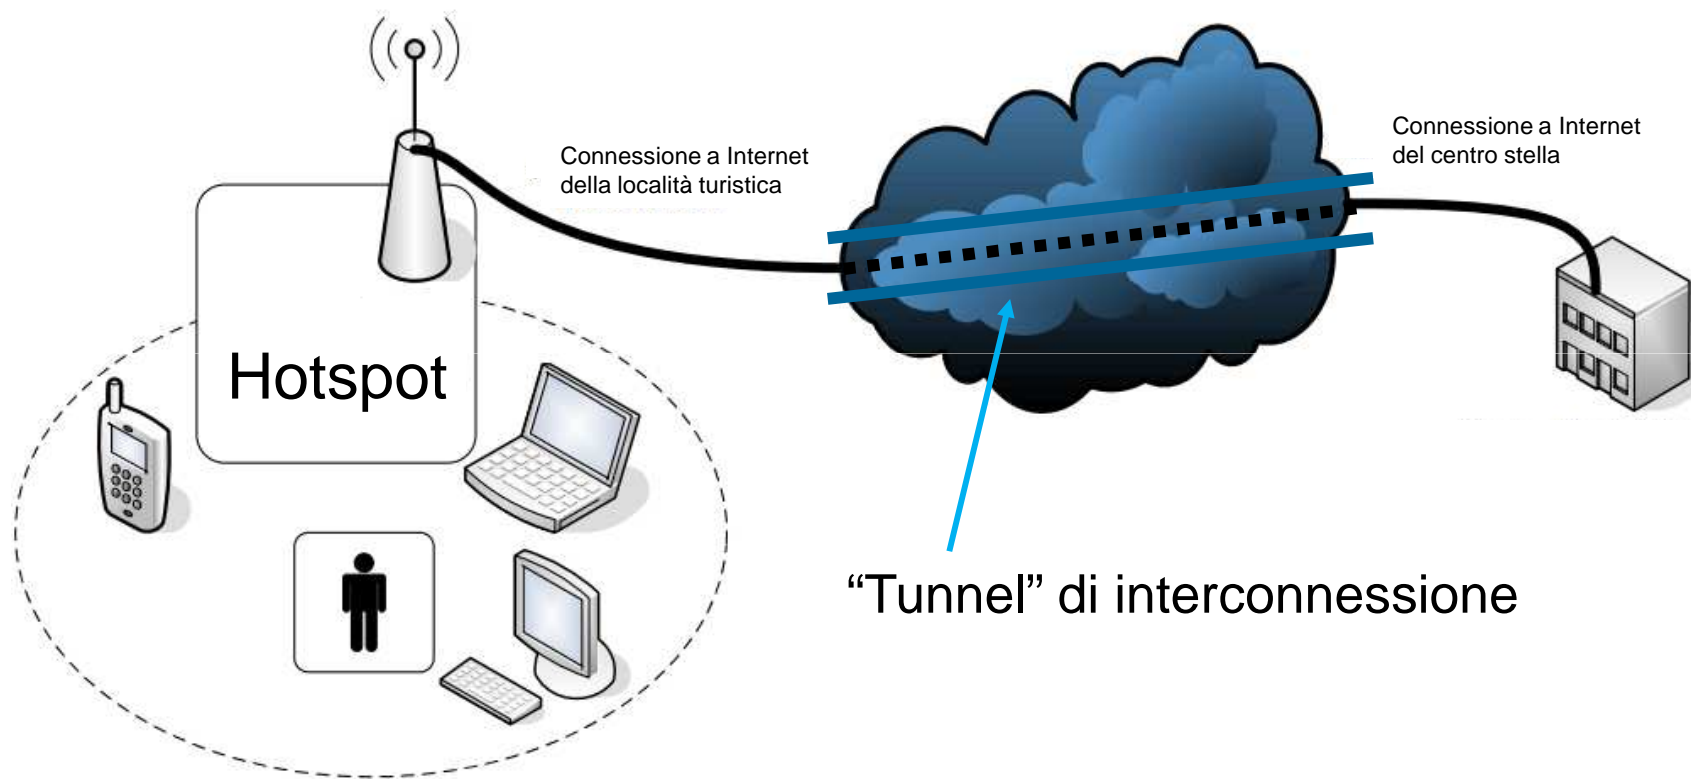 Connessione a Internet
della località turistica
Connessione a Internet
del centro stella
Hotspot
“Tunnel” di interconnessione